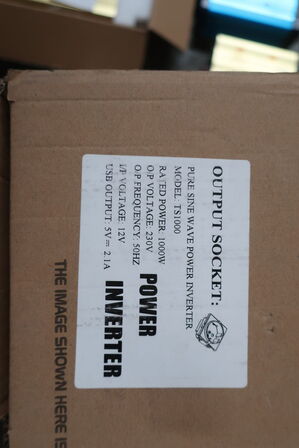 OUTPUT SOCKET:
PURE SINE WAVE POWER INVERTER
MODEL: TS1000
RATED POWER: 1000W
O/P VOLTAGE: 230V
O/P FREQUENCY: 50HZ
I/P VOLTAGE: 12V
USB OUTPUT: 5V⎓2.1A
POWER
INVERTER
THE IMAGE SHOWN HERE IS